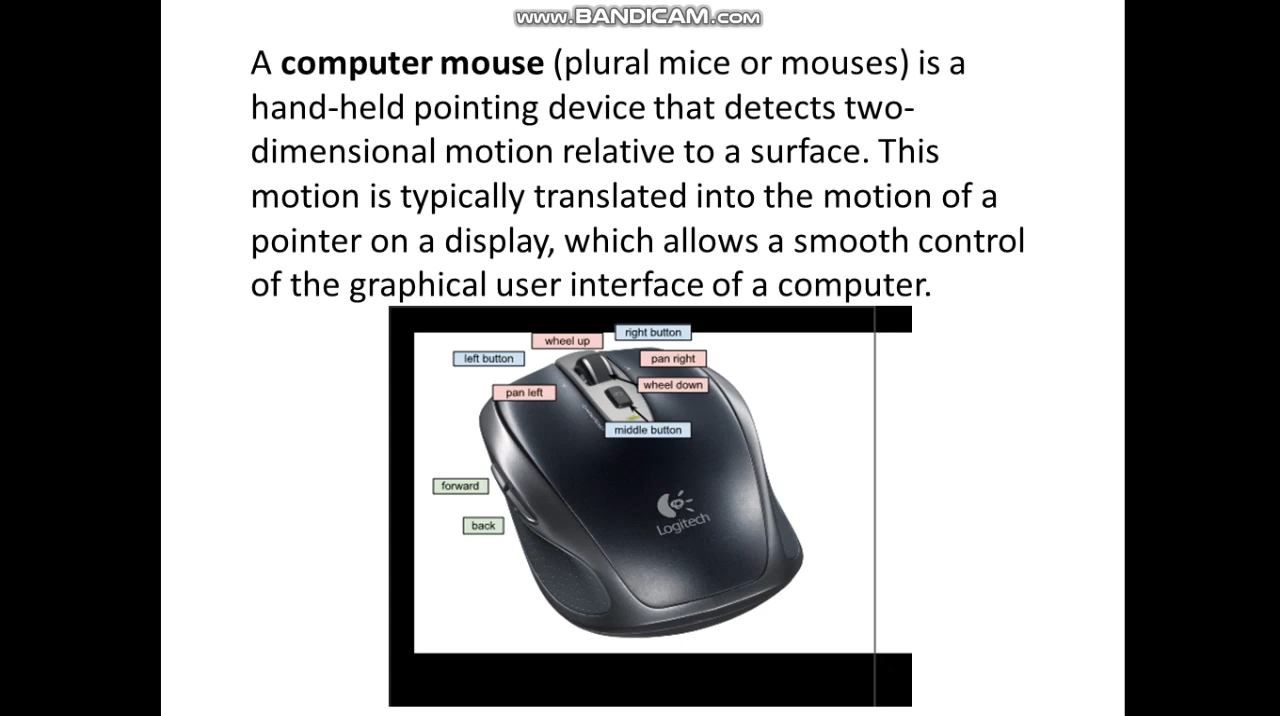 www.BANDICAM.com
A computer mouse (plural mice or mouses) is a
hand-held pointing device that detects two-
dimensional motion relative to a surface. This
motion is typically translated into the motion of a
pointer on a display, which allows a smooth control
of the graphical user interface of a computer.
right button
wheel up
left button
pan right
wheel down
pan left
middle button
forward
Logitech
back